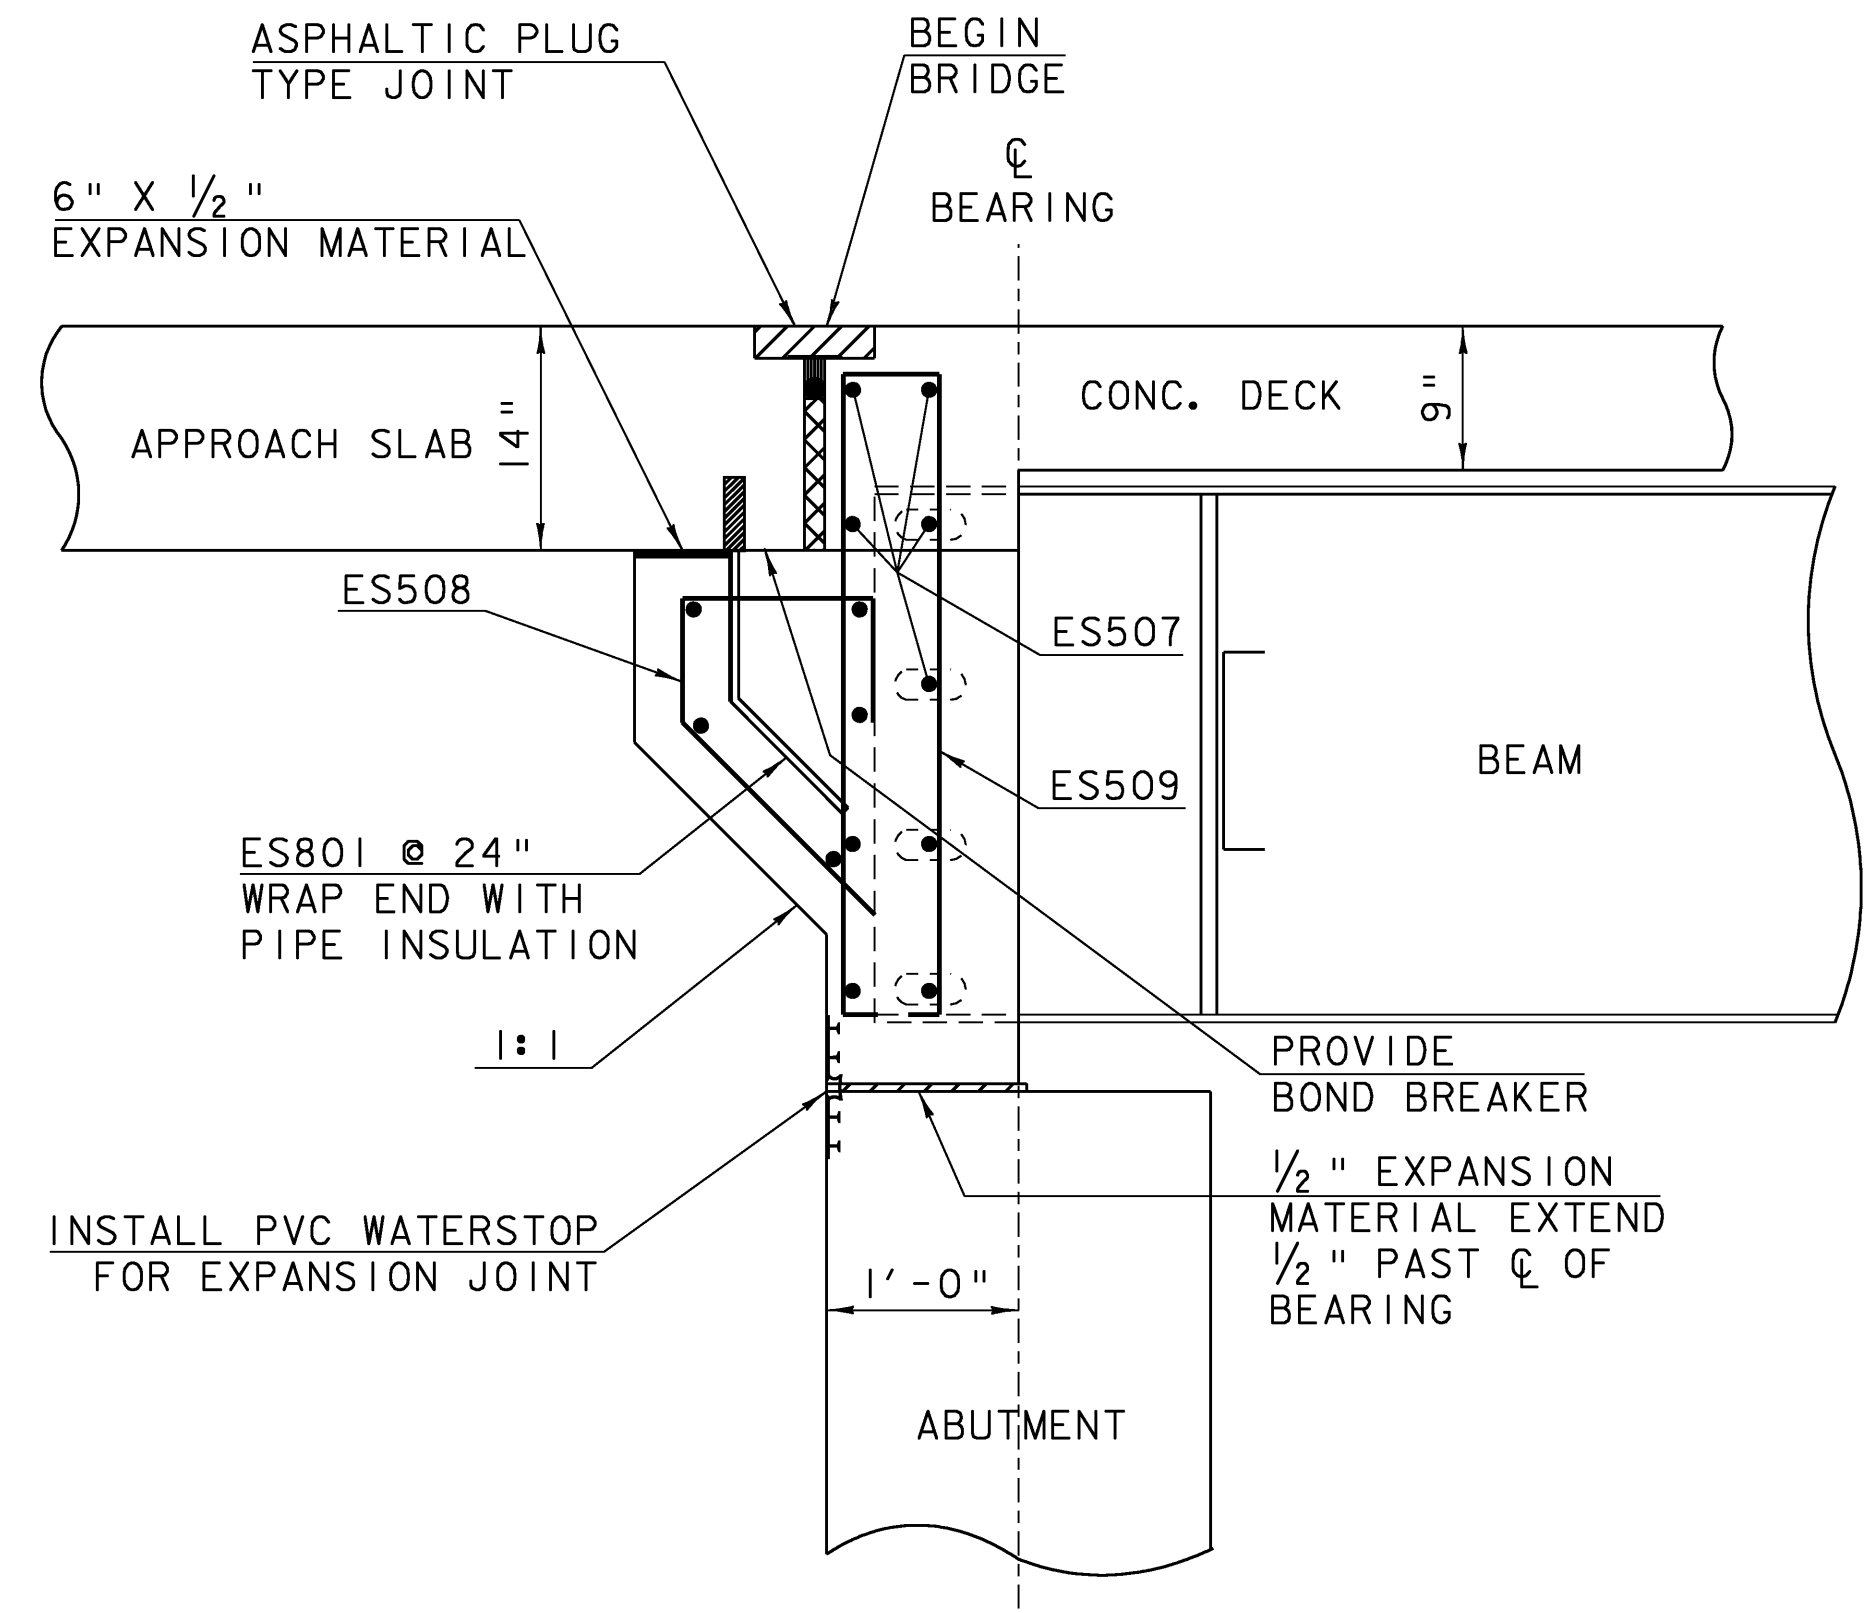 ASPHALTIC PLUG
TYPE JOINT
BEGIN
BRIDGE
℄
BEARING
6" X ½"
EXPANSION MATERIAL
APPROACH SLAB
14"
CONC. DECK
9"
ES508
ES507
ES509
BEAM
ES801 @ 24"
WRAP END WITH
PIPE INSULATION
1:1
PROVIDE
BOND BREAKER
½" EXPANSION
MATERIAL EXTEND
½" PAST ℄ OF
BEARING
INSTALL PVC WATERSTOP
FOR EXPANSION JOINT
1'-0"
ABUTMENT